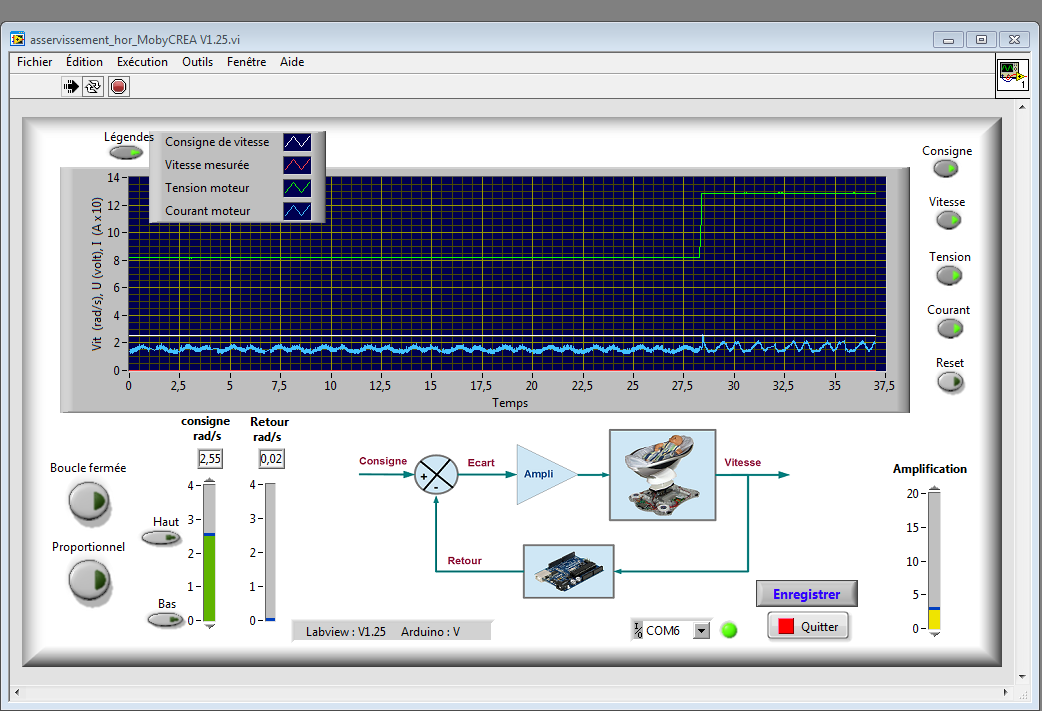 asservissement_hor_MobyCREA V1.25.vi
Fichier Édition Exécution Outils Fenêtre Aide
1
Légendes
Consigne de vitesse
Vitesse mesurée
Tension moteur
Courant moteur
Vit (rad/s), U (volt), I (A x 10)
14
12
10
8
6
4
2
0
0 2,5 5 7,5 10 12,5 15 17,5 20 22,5 25 27,5 30 32,5 35 37,5
Temps
Consigne
Vitesse
Tension
Courant
Reset
consigne
rad/s
2,55
4
3
2
1
0
Retour
rad/s
0,02
4
3
2
1
0
Boucle fermée
Proportionnel
Haut
Bas
Consigne
+
-
Ecart
Ampli
Vitesse
Retour
Amplification
20
15
10
5
0
Labview : V1.25 Arduino : V
I/O COM6
Enregistrer
Quitter